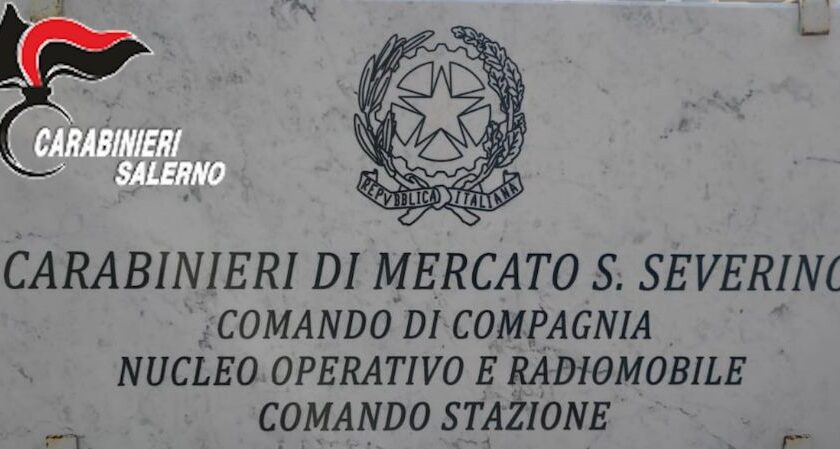 CARABINIERI
SALERNO
REPVBBLICA ITALIANA
CARABINIERI DI MERCATO S. SEVERINO
COMANDO DI COMPAGNIA
NUCLEO OPERATIVO E RADIOMOBILE
COMANDO STAZIONE